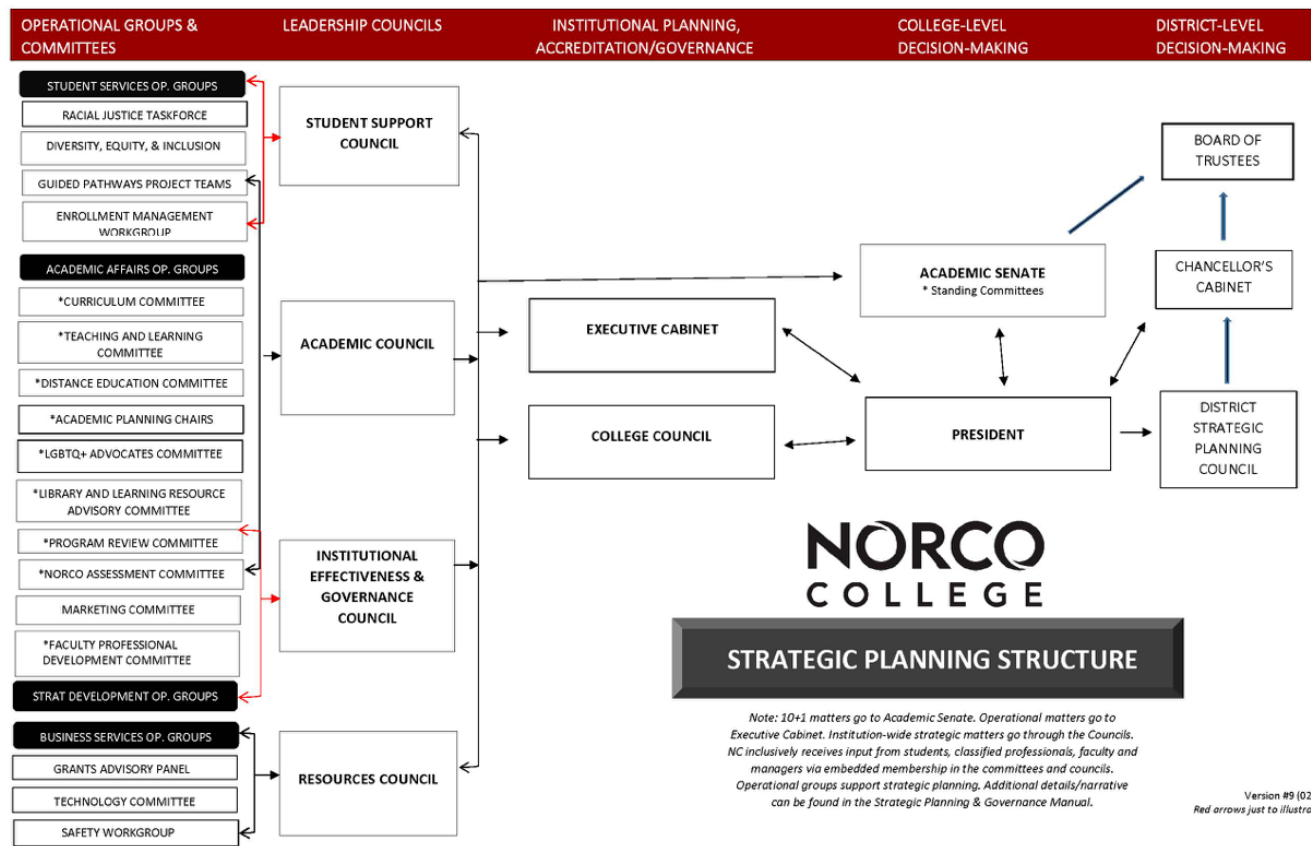 OPERATIONAL GROUPS &
COMMITTEES
LEADERSHIP COUNCILS
INSTITUTIONAL PLANNING,
ACCREDITATION/GOVERNANCE
COLLEGE-LEVEL
DECISION-MAKING
DISTRICT-LEVEL
DECISION-MAKING
STUDENT SERVICES OP. GROUPS
RACIAL JUSTICE TASKFORCE
DIVERSITY, EQUITY, & INCLUSION
GUIDED PATHWAYS PROJECT TEAMS
ENROLLMENT MANAGEMENT
WORKGROUP
ACADEMIC AFFAIRS OP. GROUPS
*CURRICULUM COMMITTEE
*TEACHING AND LEARNING
COMMITTEE
*DISTANCE EDUCATION COMMITTEE
*ACADEMIC PLANNING CHAIRS
*LGBTQ+ ADVOCATES COMMITTEE
*LIBRARY AND LEARNING RESOURCE
ADVISORY COMMITTEE
*PROGRAM REVIEW COMMITTEE
*NORCO ASSESSMENT COMMITTEE
MARKETING COMMITTEE
*FACULTY PROFESSIONAL
DEVELOPMENT COMMITTEE
STRAT DEVELOPMENT OP. GROUPS
BUSINESS SERVICES OP. GROUPS
GRANTS ADVISORY PANEL
TECHNOLOGY COMMITTEE
SAFETY WORKGROUP
STUDENT SUPPORT
COUNCIL
ACADEMIC COUNCIL
INSTITUTIONAL
EFFECTIVENESS &
GOVERNANCE
COUNCIL
RESOURCES COUNCIL
EXECUTIVE CABINET
COLLEGE COUNCIL
ACADEMIC SENATE
* Standing Committees
PRESIDENT
BOARD OF
TRUSTEES
CHANCELLOR'S
CABINET
DISTRICT
STRATEGIC
PLANNING
COUNCIL
NORCO
COLLEGE
STRATEGIC PLANNING STRUCTURE
Note: 10+1 matters go to Academic Senate. Operational matters go to
Executive Cabinet. Institution-wide strategic matters go through the Councils.
NC inclusively receives input from students, classified professionals, faculty and
managers via embedded membership in the committees and councils.
Operational groups support strategic planning. Additional details/narrative
can be found in the Strategic Planning & Governance Manual.
Version #9 (02
Red arrows just to illustra